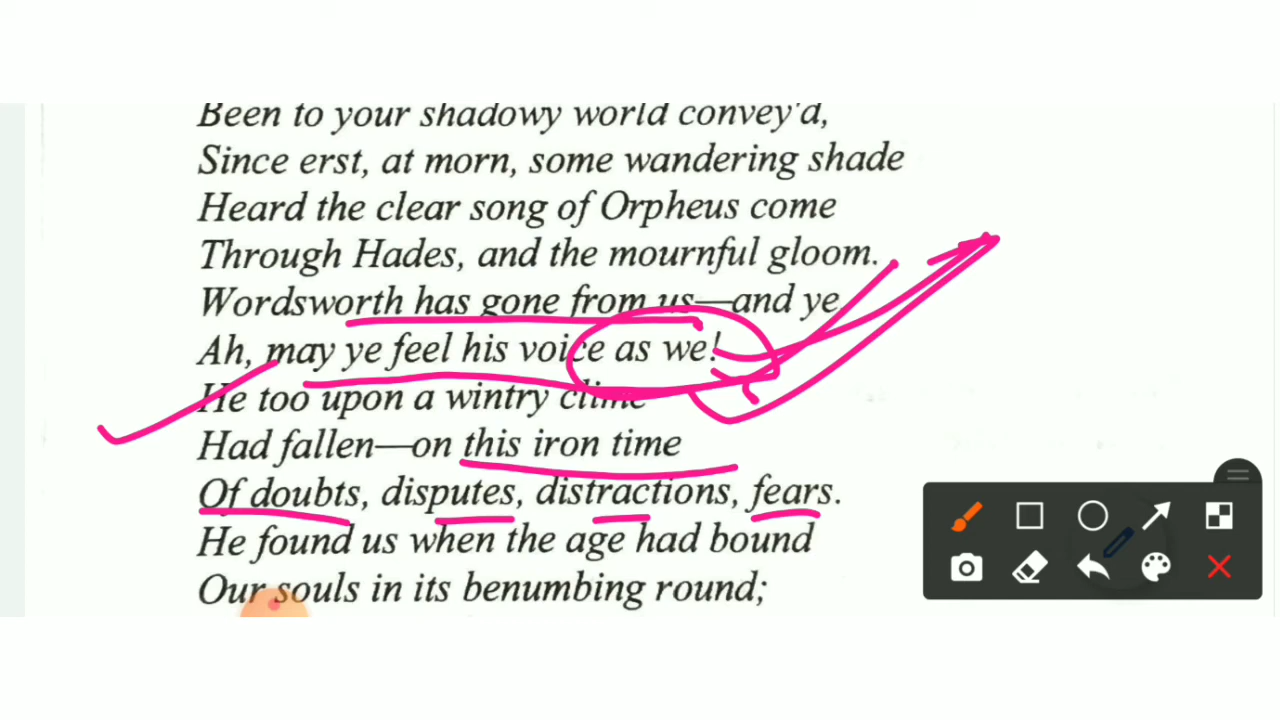 Been to your shadowy world convey'd,
Since erst, at morn, some wandering shade
Heard the clear song of Orpheus come
Through Hades, and the mournful gloom.
Wordsworth has gone from us—and ye,
Ah, may ye feel his voice as we!
He too upon a wintry clime
Had fallen—on this iron time
Of doubts, disputes, distractions, fears.
He found us when the age had bound
Our souls in its benumbing round;